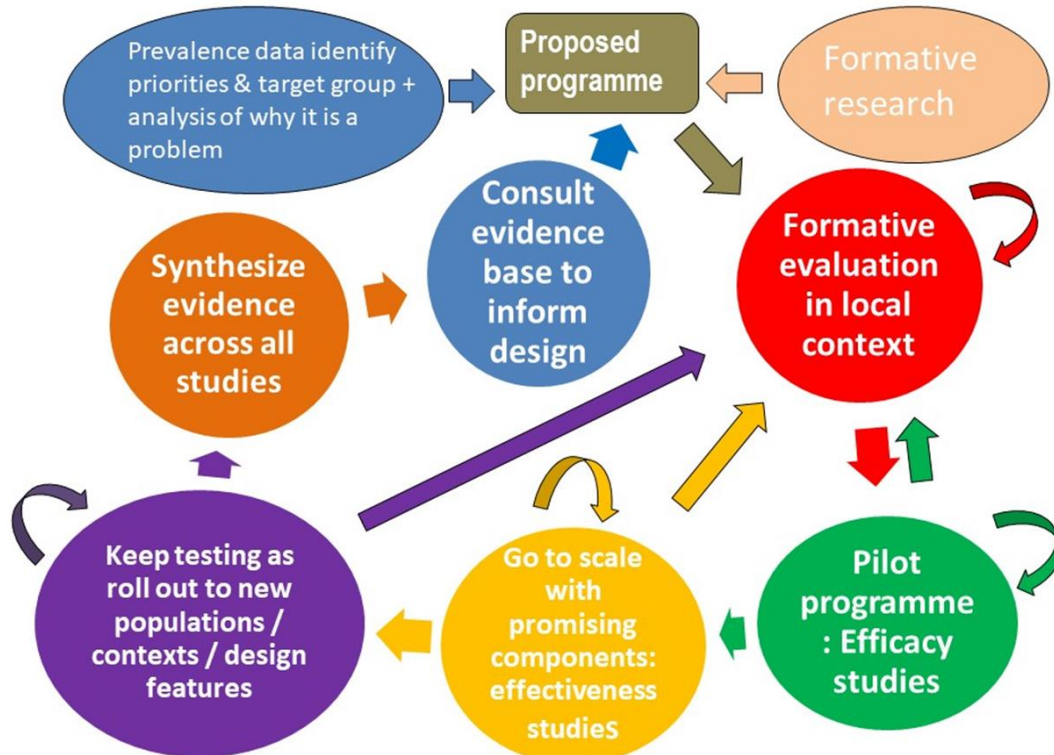 Prevalence data identify
priorities & target group +
analysis of why it is a
problem
Proposed
programme
Formative
research
Consult
evidence
base to
inform
design
Formative
evaluation
in local
context
Synthesize
evidence
across all
studies
Keep testing as
roll out to new
populations /
contexts / design
features
Go to scale
with
promising
components:
effectiveness
studieS
Pilot
programme
: Efficacy
studies